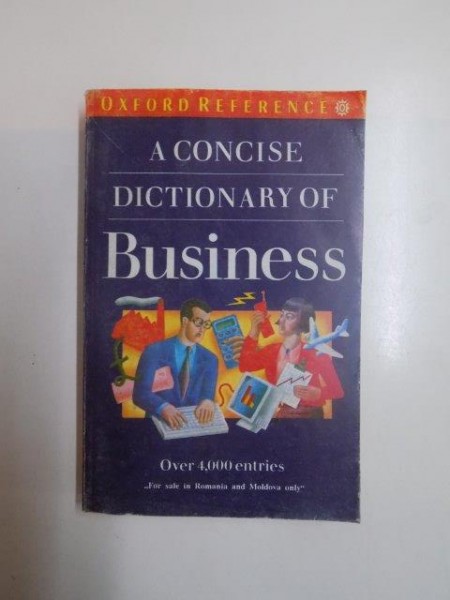 OXFORD REFERENCE
A CONCISE
DICTIONARY OF
Business
Over 4,000 entries
„For sale in Romania and Moldova only“